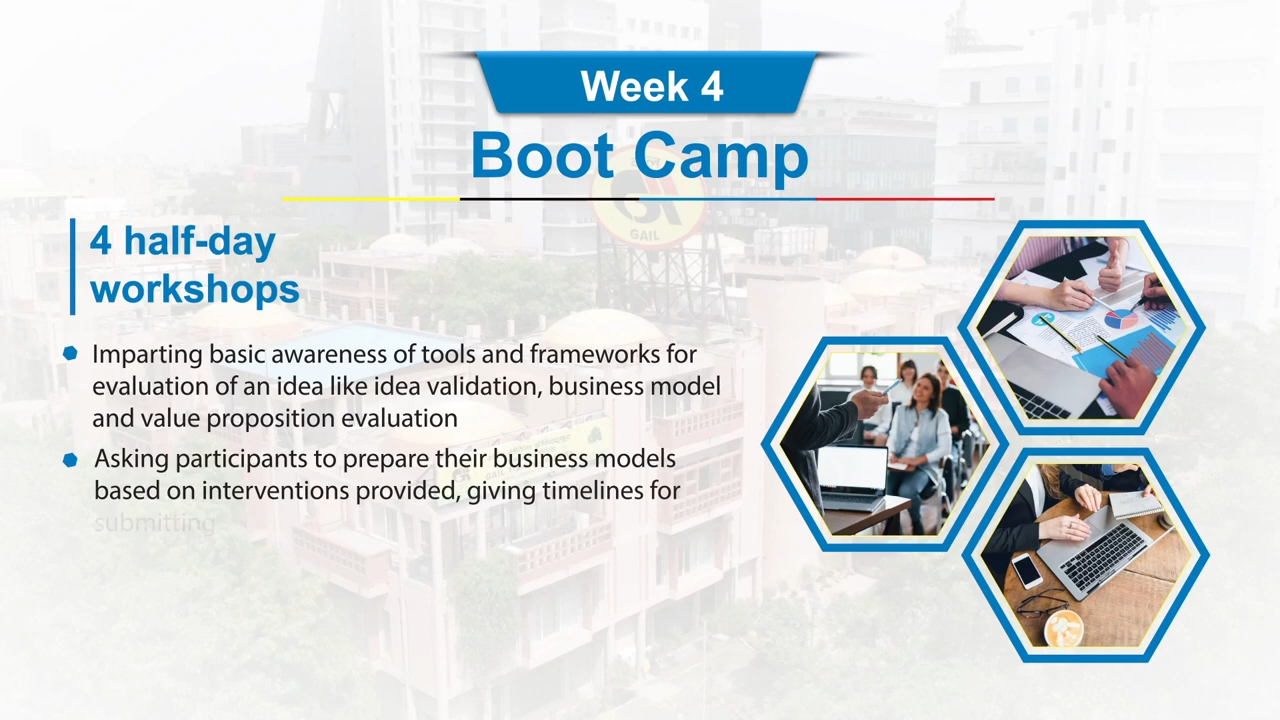 Week 4
Boot Camp
GAIL
4 half-day
workshops
Imparting basic awareness of tools and frameworks for
evaluation of an idea like idea validation, business model
and value proposition evaluation
Asking participants to prepare their business models
based on interventions provided, giving timelines for
submitting